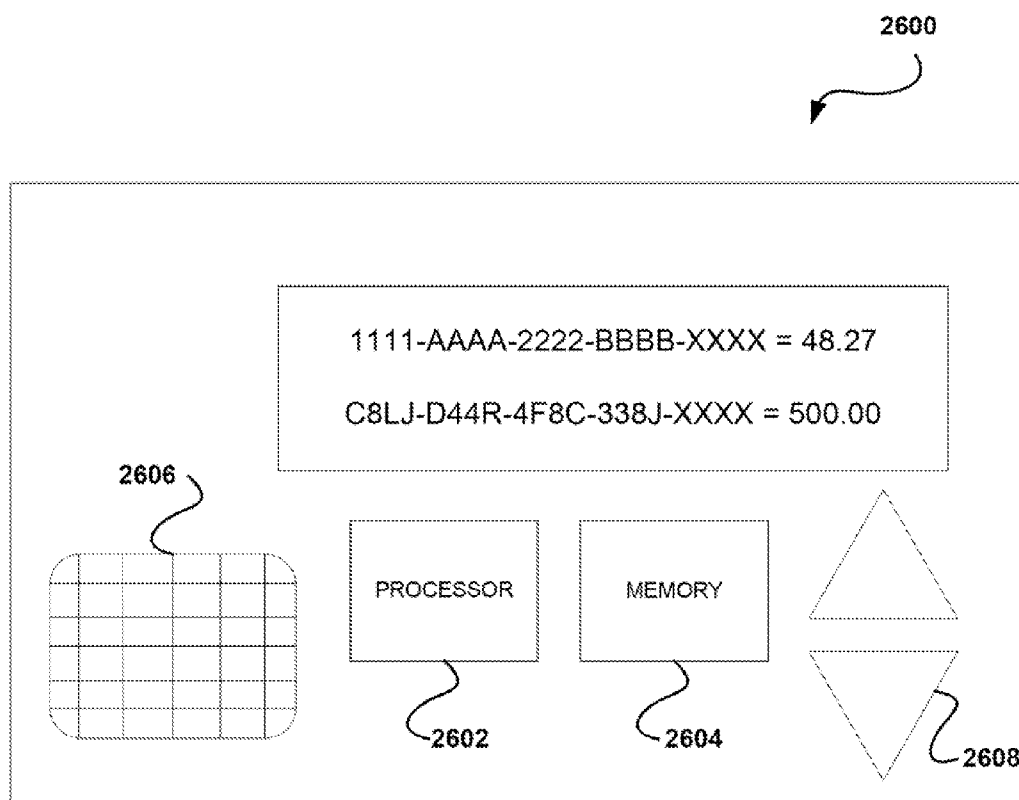 2600
1111-AAAA-2222-BBBB-XXXX = 48.27
C8LJ-D44R-4F8C-338J-XXXX = 500.00
2606
PROCESSOR
MEMORY
2602
2604
2608